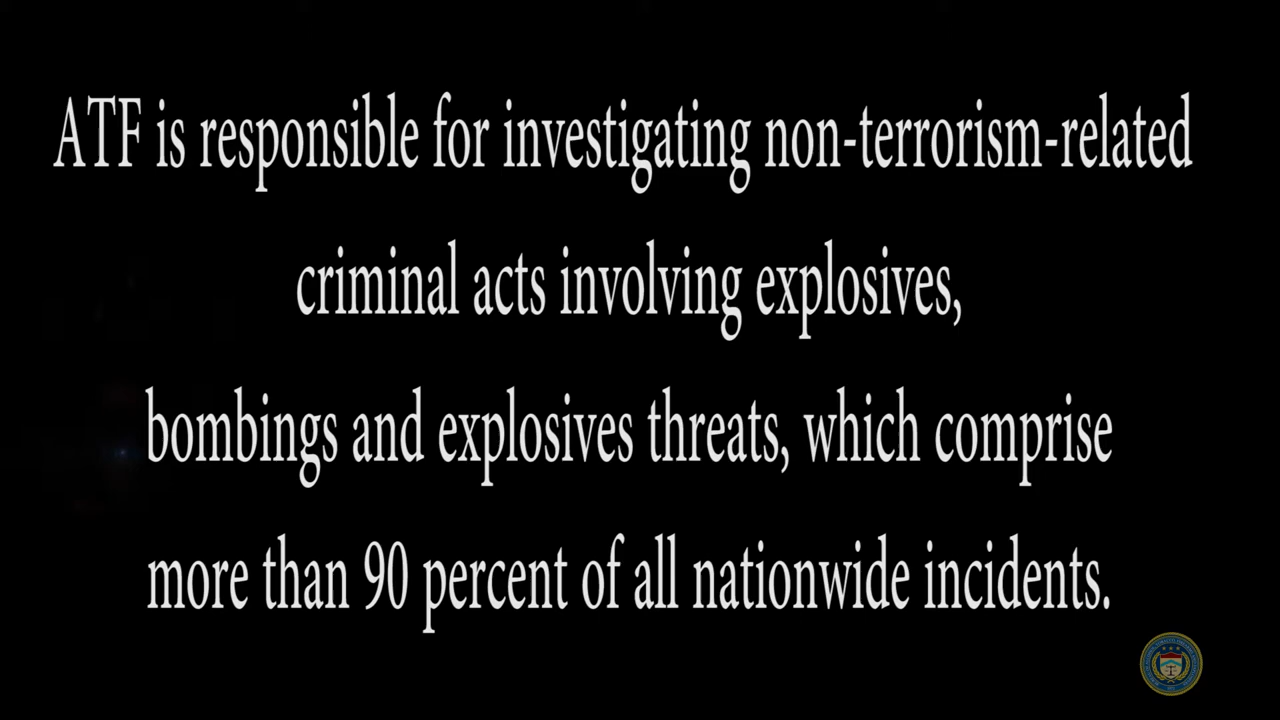 ATF is responsible for investigating non-terrorism-related
criminal acts involving explosives,
bombings and explosives threats, which comprise
more than 90 percent of all nationwide incidents.